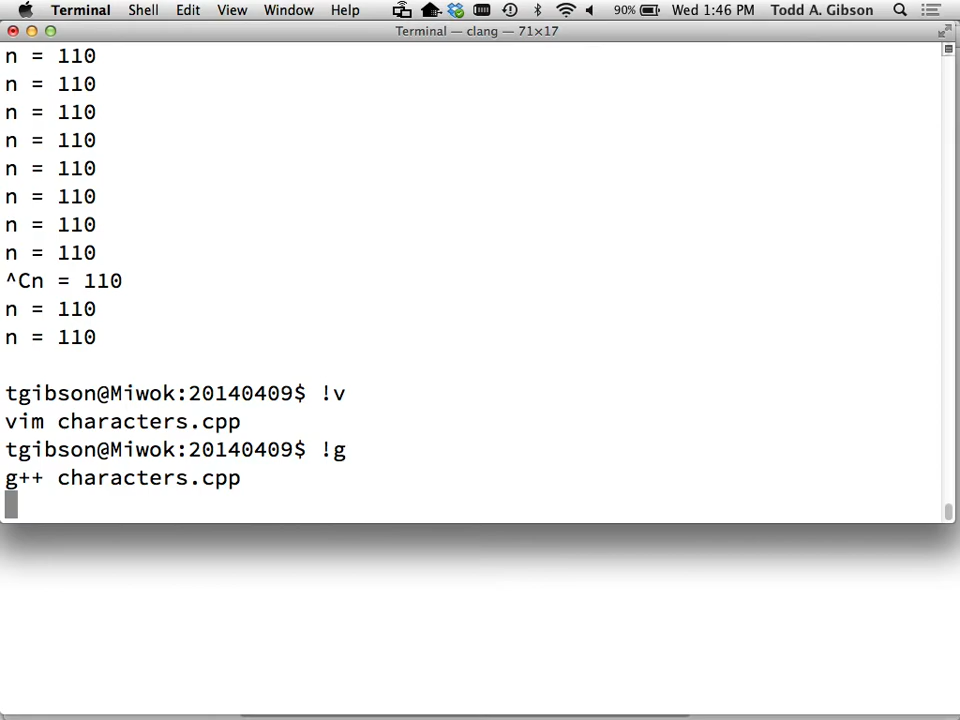 Terminal Shell Edit View Window Help 90% Wed 1:46 PM Todd A. Gibson
Terminal — clang — 71×17
n = 110
n = 110
n = 110
n = 110
n = 110
n = 110
n = 110
n = 110
^Cn = 110
n = 110
n = 110
tgibson@Miwok:20140409$ !v
vim characters.cpp
tgibson@Miwok:20140409$ !g
g++ characters.cpp